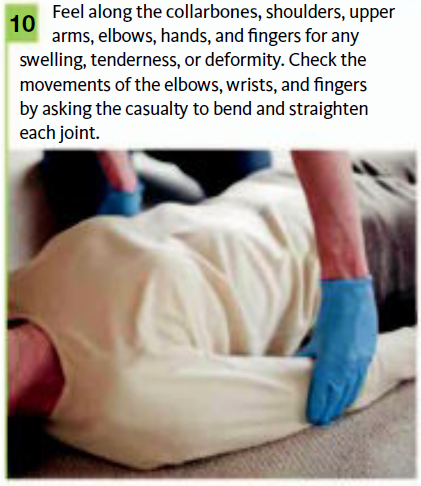 10 Feel along the collarbones, shoulders, upper
arms, elbows, hands, and fingers for any
swelling, tenderness, or deformity. Check the
movements of the elbows, wrists, and fingers
by asking the casualty to bend and straighten
each joint.